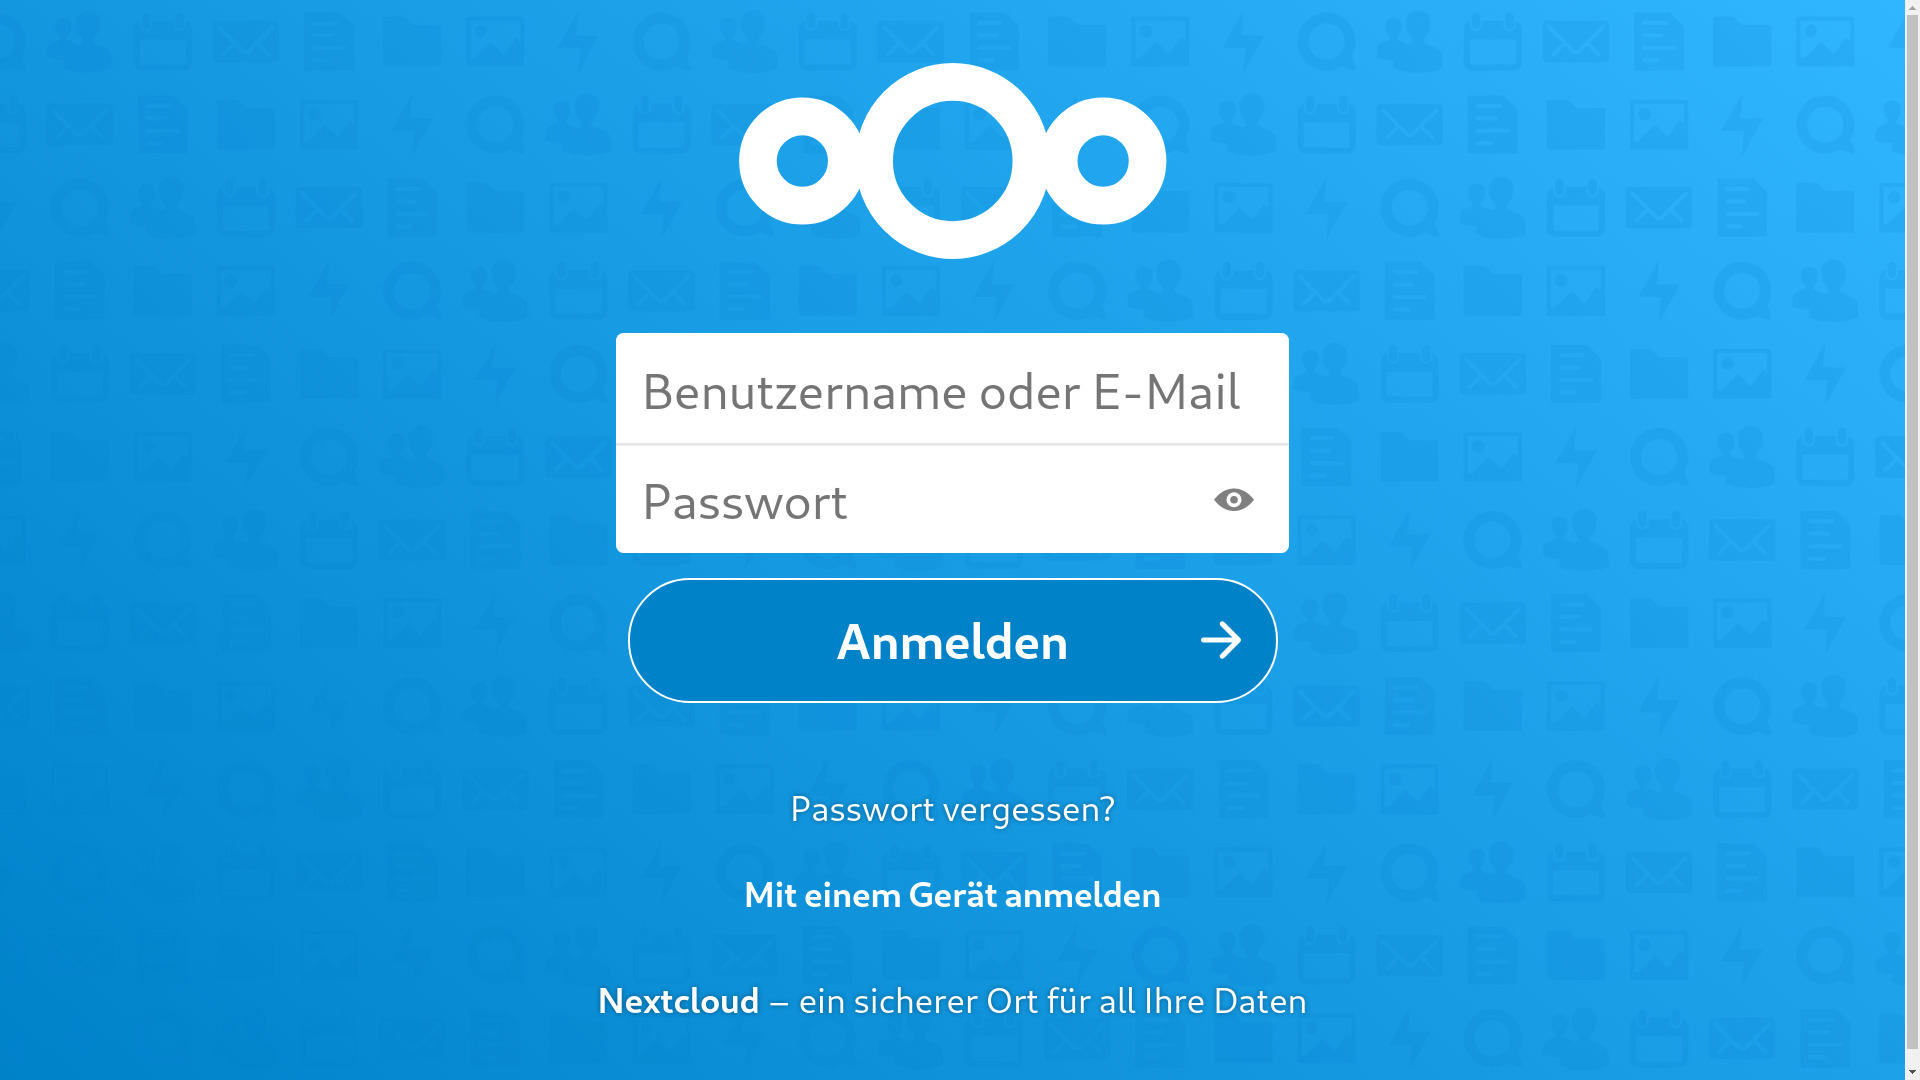 Benutzername oder E-Mail
Passwort
Anmelden
Passwort vergessen?
Mit einem Gerät anmelden
Nextcloud – ein sicherer Ort für all Ihre Daten